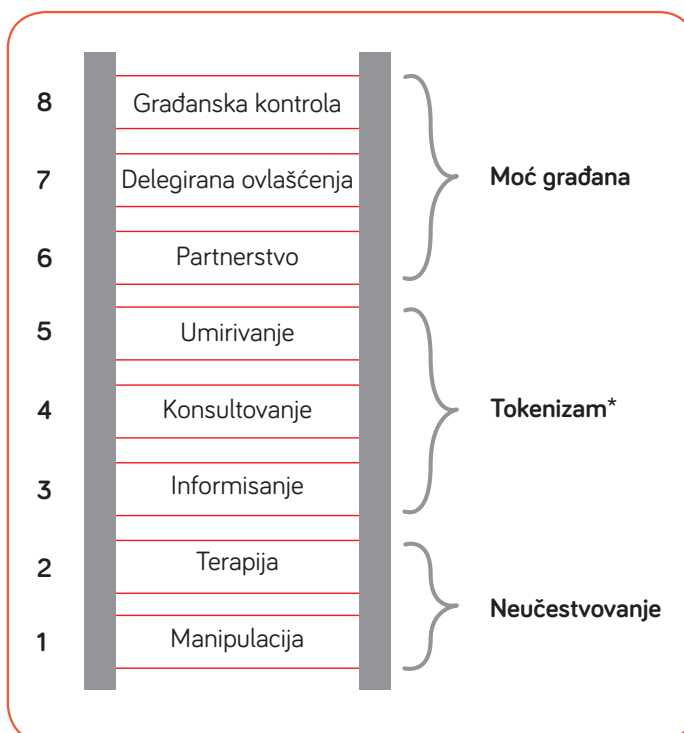 8 Građanska kontrola
7 Delegirana ovlašćenja
Moć građana
6 Partnerstvo
5 Umirivanje
4 Konsultovanje
Tokenizam*
3 Informisanje
2 Terapija
Neučestvovanje
1 Manipulacija